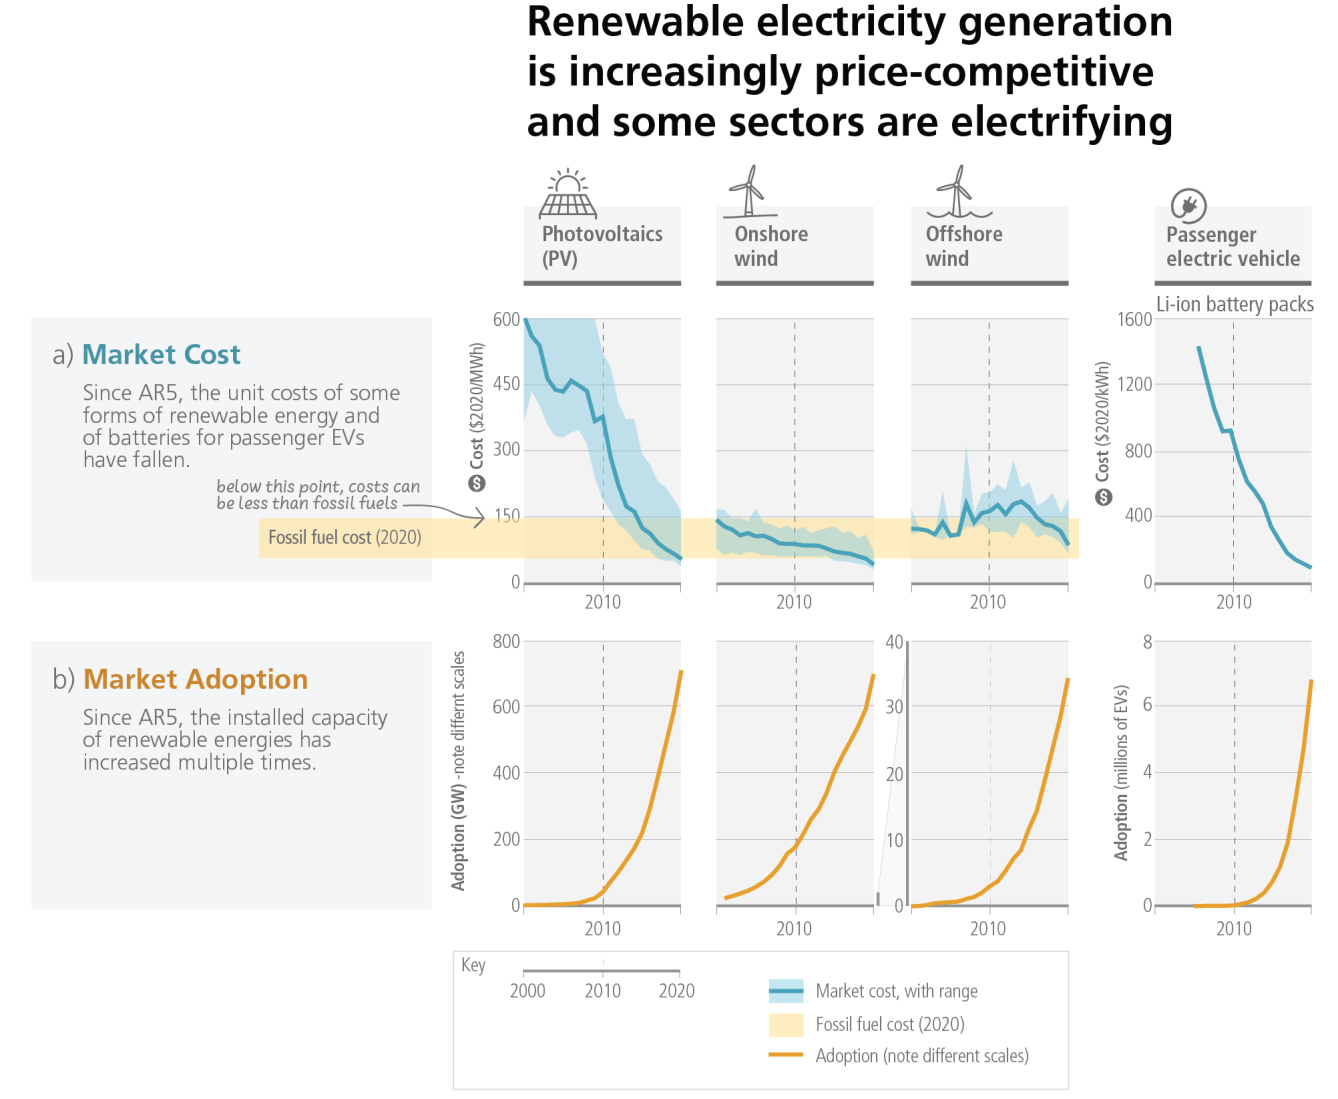 Renewable electricity generation
is increasingly price-competitive
and some sectors are electrifying
Photovoltaics
(PV)
Onshore
wind
Offshore
wind
Passenger
electric vehicle
Li-ion battery packs
a) Market Cost
Since AR5, the unit costs of some
forms of renewable energy and
of batteries for passenger EVs
have fallen.
below this point, costs can
be less than fossil fuels
Fossil fuel cost (2020)
$ Cost ($2020/MWh)
600
450
300
150
0
2010
2010
2010
$ Cost ($2020/kWh)
1600
1200
800
400
0
2010
b) Market Adoption
Since AR5, the installed capacity
of renewable energies has
increased multiple times.
Adoption (GW) -note differnt scales
800
600
400
200
0
2010
2010
40
30
20
10
0
2010
Adoption (millions of EVs)
8
6
4
2
0
2010
Key
2000 2010 2020
Market cost, with range
Fossil fuel cost (2020)
Adoption (note different scales)